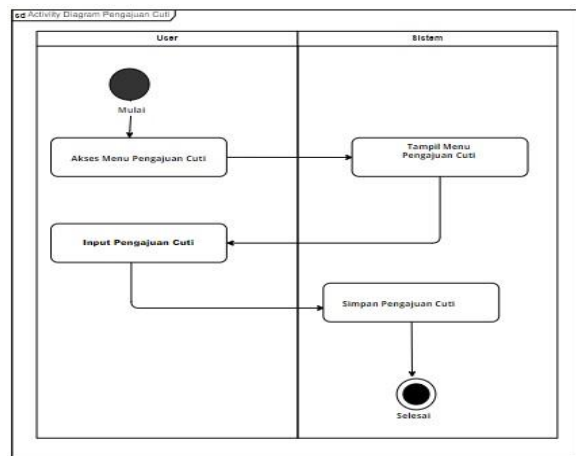 sd Activity Diagram Pengajuan Cuti
User
Sistem
Mulai
Akses Menu Pengajuan Cuti
Tampil Menu
Pengajuan Cuti
Input Pengajuan Cuti
Simpan Pengajuan Cuti
Selesai